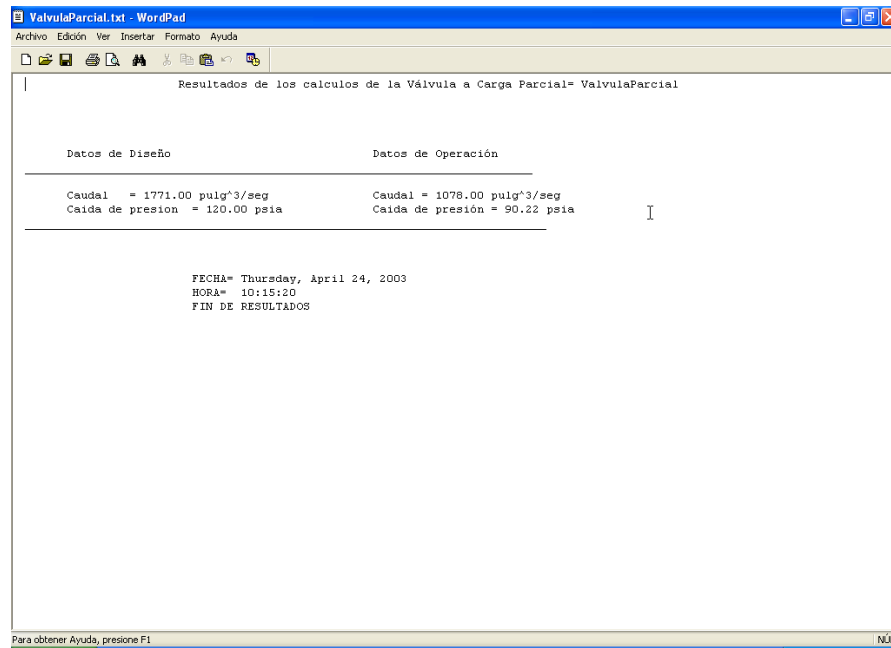 ValvulaParcial.txt - WordPad
Archivo Edición Ver Insertar Formato Ayuda
Resultados de los calculos de la Válvula a Carga Parcial= ValvulaParcial
Datos de Diseño Datos de Operación
Caudal = 1771.00 pulg^3/seg Caudal = 1078.00 pulg^3/seg
Caida de presion = 120.00 psia Caida de presión = 90.22 psia
FECHA= Thursday, April 24, 2003
HORA= 10:15:20
FIN DE RESULTADOS
Para obtener Ayuda, presione F1